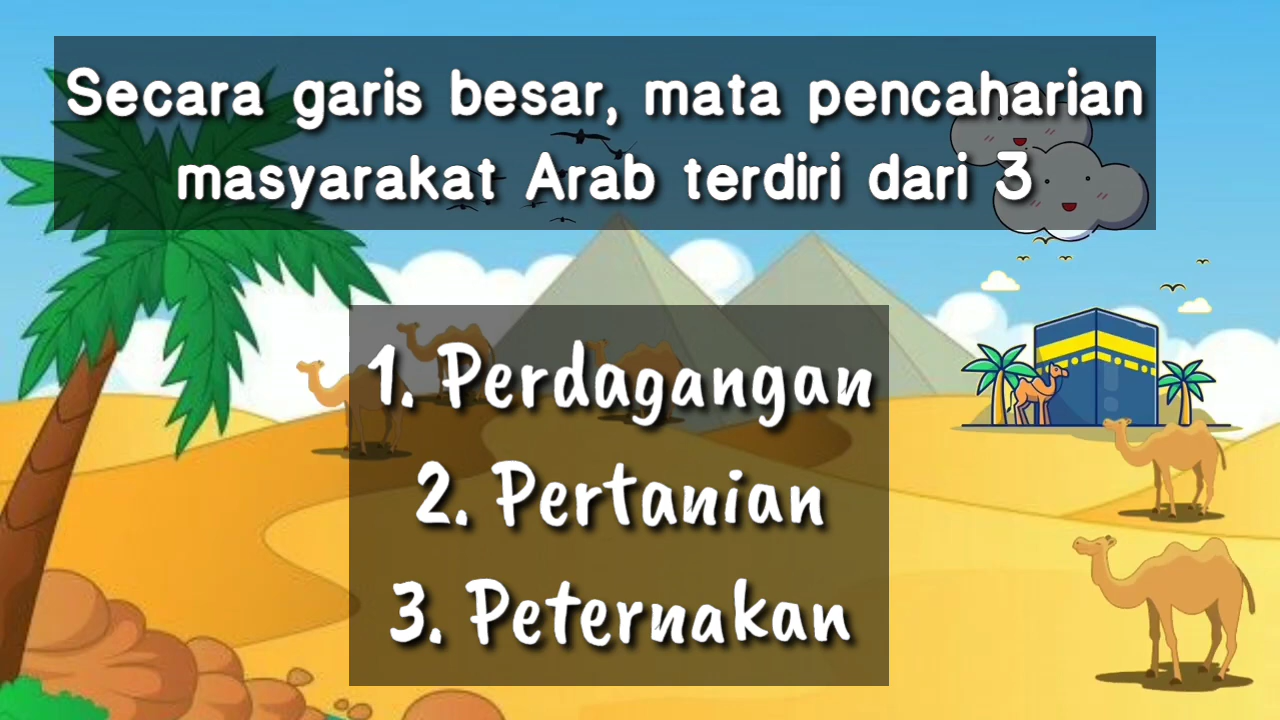 Secara garis besar, mata pencaharian
masyarakat Arab terdiri dari 3
1. Perdagangan
2. Pertanian
3. Peternakan